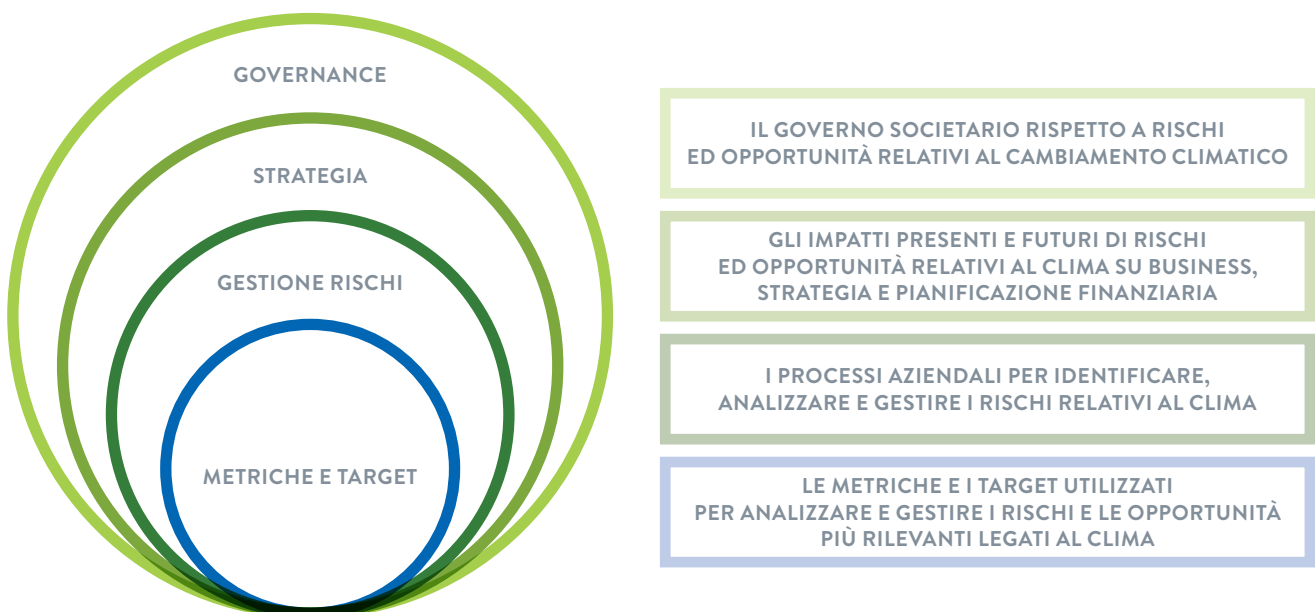 GOVERNANCE
STRATEGIA
GESTIONE RISCHI
METRICHE E TARGET
IL GOVERNO SOCIETARIO RISPETTO A RISCHI
ED OPPORTUNITÀ RELATIVI AL CAMBIAMENTO CLIMATICO
GLI IMPATTI PRESENTI E FUTURI DI RISCHI
ED OPPORTUNITÀ RELATIVI AL CLIMA SU BUSINESS,
STRATEGIA E PIANIFICAZIONE FINANZIARIA
I PROCESSI AZIENDALI PER IDENTIFICARE,
ANALIZZARE E GESTIRE I RISCHI RELATIVI AL CLIMA
LE METRICHE E I TARGET UTILIZZATI
PER ANALIZZARE E GESTIRE I RISCHI E LE OPPORTUNITÀ
PIÙ RILEVANTI LEGATI AL CLIMA